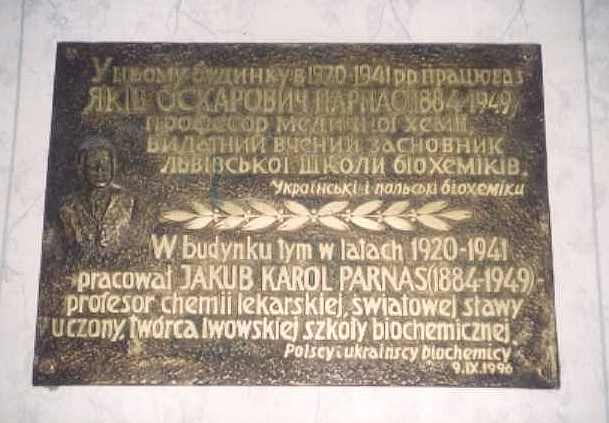 У цьому будинку в 1920-1941 рр працював
ЯКІВ ОСКАРОВИЧ ПАРНАС (1884-1949)
професор медичної хемії
видатний вчений засновник
ЛЬВІВСЬКОЇ ШКОЛИ БІОХЕМІКІВ.
Українські і польські біохеміки
W budynku tym w latach 1920-1941
pracował JAKUB KAROL PARNAS (1884-1949)
profesor chemii lekarskiej, światowej sławy
uczony, twórca lwowskiej szkoły biochemicznej.
Polscy i ukraińscy biochemicy
9.IX.1996